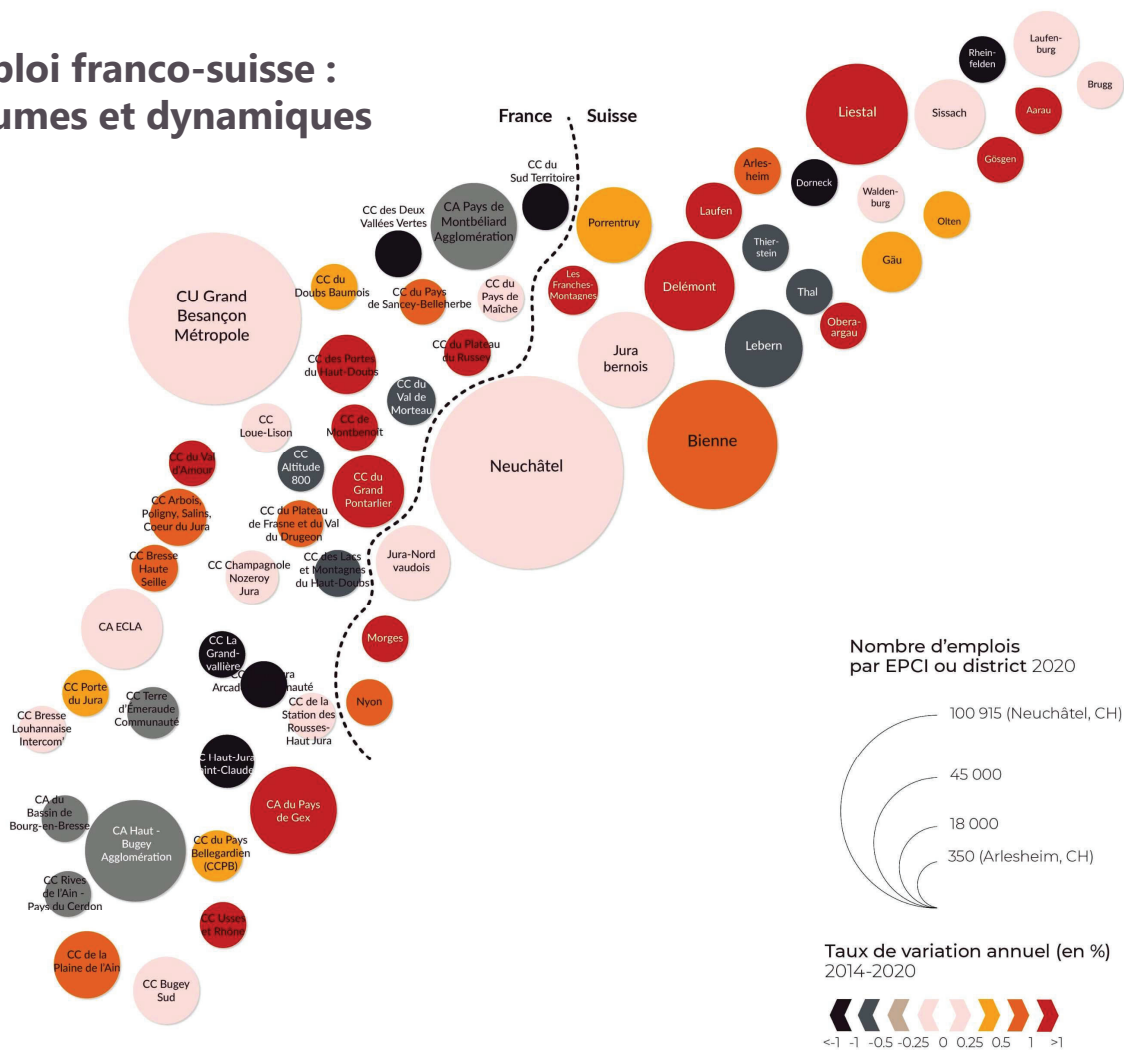 ploi franco-suisse :
umes et dynamiques
France
Suisse
Rhein-
felden
Laufen-
burg
Brugg
Liestal
Sissach
Aarau
Gösgen
Arles-
heim
Dorneck
Walden-
burg
Olten
Gäu
CC du
Sud Territoire
CC des Deux
Vallées Vertes
CA Pays de
Montbéliard
Agglomération
Porrentruy
Laufen
Thier-
stein
Thal
Obera-
argau
CU Grand
Besançon
Métropole
CC du
Doubs Baumois
CC du Pays
de Sancey-Belleherbe
CC du
Pays de
Maîche
Les
Franches-
Montagnes
Delémont
Lebern
CC des Portes
du Haut-Doubs
CC du Plateau
du Russey
Jura
bernois
CC du
Val de
Morteau
Bienne
CC
Loue-Lison
CC de
Montbenoit
Neuchâtel
CC du Val
d'Amour
CC
Altitude
800
CC du
Grand
Pontarlier
CC Arbois,
Poligny, Salins,
Coeur du Jura
CC du Plateau
de Frasne et du Val
du Drugeon
CC Bresse
Haute
Seille
CC Champagnole
Nozeroy
Jura
CC des Lacs
et Montagnes
du Haut-Doubs
Jura-Nord
vaudois
CA ECLA
CC La
Grand-
vallière
Morges
CC Porte
du Jura
CC Terre
d'Émeraude
Communauté
Arcad
CC de la
Station des
Rousses-
Haut Jura
Nyon
CC Bresse
Louhannaise
Intercom'
C Haut-Jura
int-Claude
CA du Pays
de Gex
CA du
Bassin de
Bourg-en-Bresse
CA Haut -
Bugey
Agglomération
CC du Pays
Bellegardien
(CCPB)
CC Rives
de l'Ain -
Pays du Cerdon
CC Usses
et Rhône
CC de la
Plaine de l'Ain
CC Bugey
Sud
Nombre d'emplois
par EPCI ou district 2020
100 915 (Neuchâtel, CH)
45 000
18 000
350 (Arlesheim, CH)
Taux de variation annuel (en %)
2014-2020
<-1 -1 -0.5 -0.25 0 0.25 0.5 1 >1